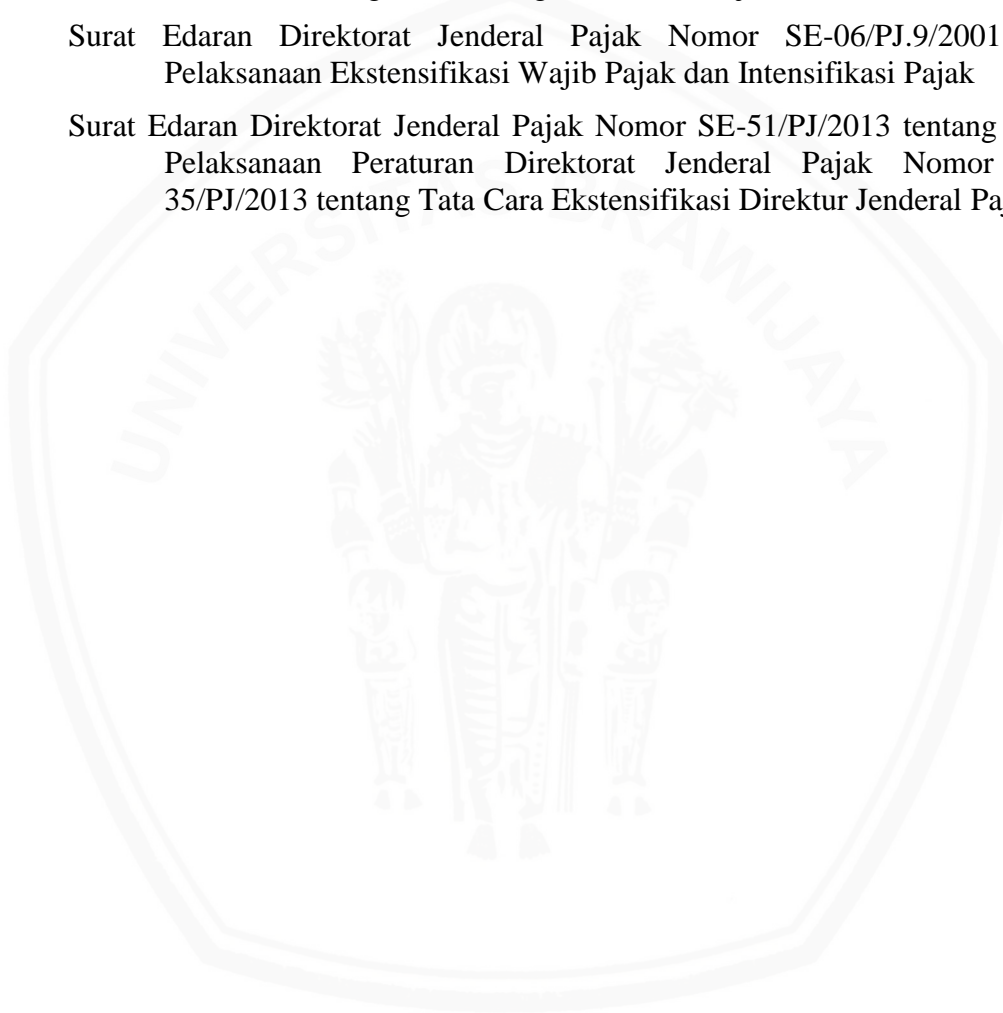 Surat Edaran Direktorat Jenderal Pajak Nomor SE-06/PJ.9/2001
Pelaksanaan Ekstensifikasi Wajib Pajak dan Intensifikasi Pajak
Surat Edaran Direktorat Jenderal Pajak Nomor SE-51/PJ/2013 tentang
Pelaksanaan Peraturan Direktorat Jenderal Pajak Nomor
35/PJ/2013 tentang Tata Cara Ekstensifikasi Direktur Jenderal
UNIVERSITAS BRAWIJAYA